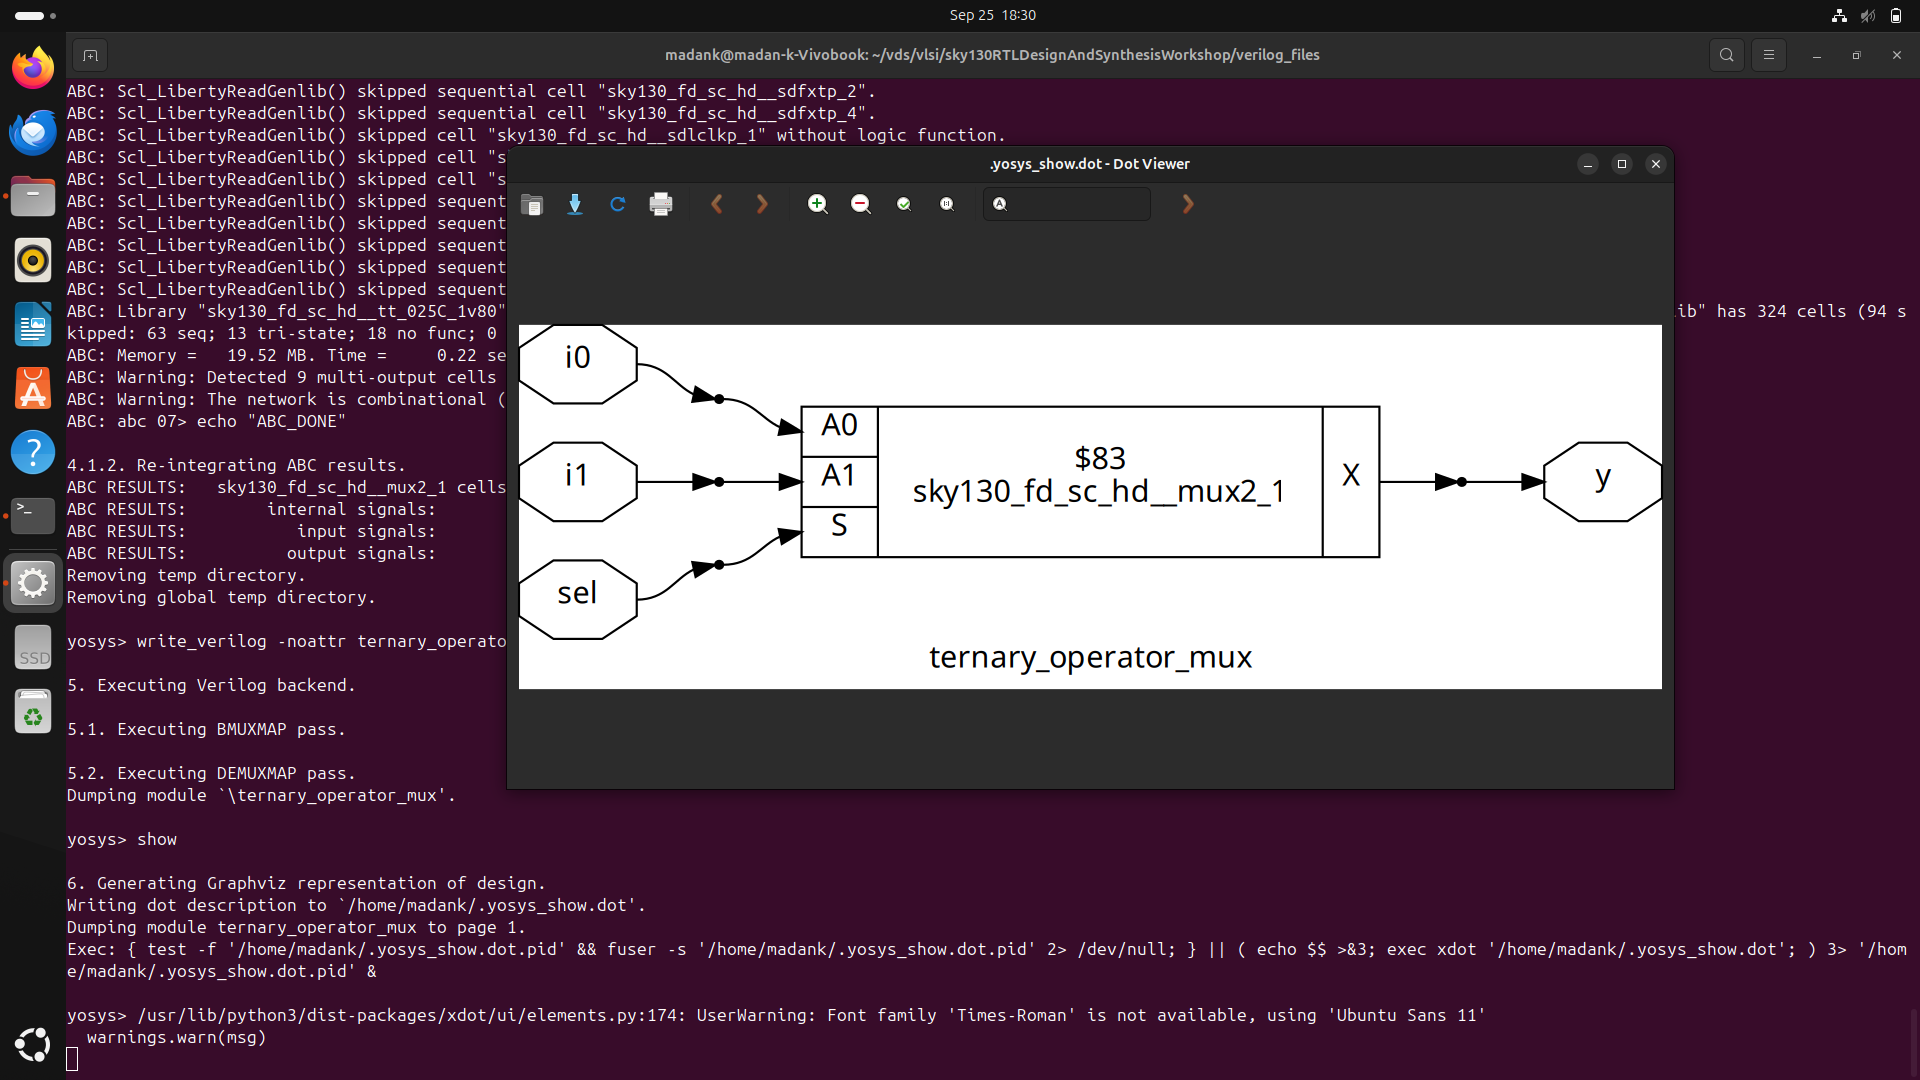 Sep 25 18:30
madank@madan-k-Vivobook: ~/vds/vlsi/sky130RTLDesignAndSynthesisWorkshop/verilog_files
ABC: Scl_LibertyReadGenlib() skipped sequential cell "sky130_fd_sc_hd__sdfxtp_2".
ABC: Scl_LibertyReadGenlib() skipped sequential cell "sky130_fd_sc_hd__sdfxtp_4".
ABC: Scl_LibertyReadGenlib() skipped cell "sky130_fd_sc_hd__sdlclkp_1" without logic function.
ABC: Scl_LibertyReadGenlib() skipped cell "s
ABC: Scl_LibertyReadGenlib() skipped cell "s
ABC: Scl_LibertyReadGenlib() skipped sequent
ABC: Scl_LibertyReadGenlib() skipped sequent
ABC: Scl_LibertyReadGenlib() skipped sequent
ABC: Scl_LibertyReadGenlib() skipped sequent
ABC: Scl_LibertyReadGenlib() skipped sequent
ABC: Library "sky130_fd_sc_hd__tt_025C_1v80" ib" has 324 cells (94 s
kipped: 63 seq; 13 tri-state; 18 no func; 0
ABC: Memory =   19.52 MB. Time =     0.22 se
ABC: Warning: Detected 9 multi-output cells
ABC: Warning: The network is combinational (
ABC: abc 07> echo "ABC_DONE"
4.1.2. Re-integrating ABC results.
ABC RESULTS:   sky130_fd_sc_hd__mux2_1 cells
ABC RESULTS:        internal signals:
ABC RESULTS:           input signals:
ABC RESULTS:          output signals:
Removing temp directory.
Removing global temp directory.
yosys> write_verilog -noattr ternary_operato
5. Executing Verilog backend.
5.1. Executing BMUXMAP pass.
5.2. Executing DEMUXMAP pass.
Dumping module `\ternary_operator_mux'.
yosys> show
6. Generating Graphviz representation of design.
Writing dot description to `/home/madank/.yosys_show.dot'.
Dumping module ternary_operator_mux to page 1.
Exec: { test -f '/home/madank/.yosys_show.dot.pid' && fuser -s '/home/madank/.yosys_show.dot.pid' 2> /dev/null; } || ( echo $$ >&3; exec xdot '/home/madank/.yosys_show.dot'; ) 3> '/hom
e/madank/.yosys_show.dot.pid' &
yosys> /usr/lib/python3/dist-packages/xdot/ui/elements.py:174: UserWarning: Font family 'Times-Roman' is not available, using 'Ubuntu Sans 11'
warnings.warn(msg)
.yosys_show.dot - Dot Viewer
i0
i1
sel
A0
A1
S
$83
sky130_fd_sc_hd__mux2_1
X
y
ternary_operator_mux
SSD